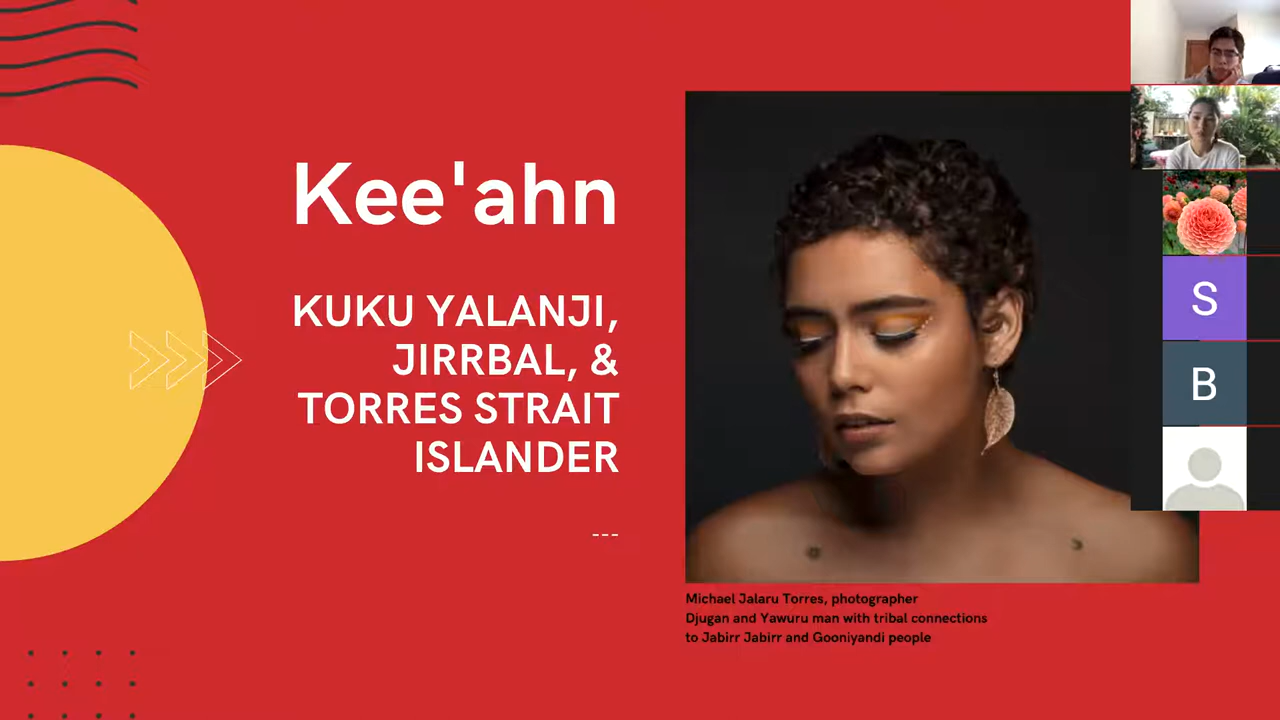 Kee'ahn
KUKU YALANJI,
JIRRBAL, &
TORRES STRAIT
ISLANDER
---
Michael Jalaru Torres, photographer
Djugan and Yawuru man with tribal connections
to Jabirr Jabirr and Gooniyandi people
S
B